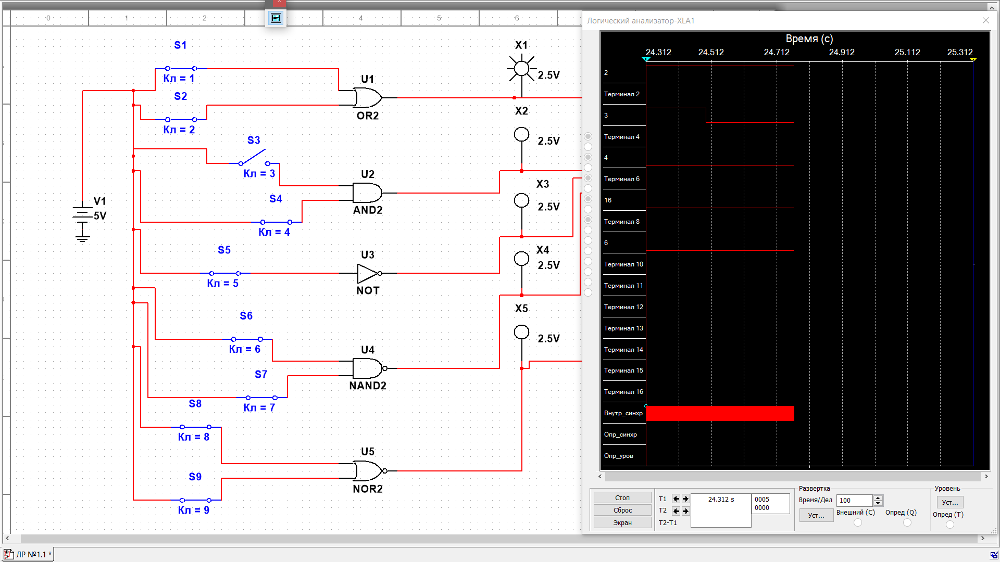 0
1
2
4
5
6
S1
Кл = 1
S2
Кл = 2
S3
Кл = 3
S4
Кл = 4
S5
Кл = 5
S6
Кл = 6
S7
Кл = 7
S8
Кл = 8
S9
Кл = 9
V1
5V
U1
OR2
U2
AND2
U3
NOT
U4
NAND2
U5
NOR2
X1
2.5V
X2
2.5V
X3
2.5V
X4
2.5V
X5
2.5V
Логический анализатор-XLA1
Время (с)
24.312 24.512 24.712 24.912 25.112 25.312
2
Терминал 2
3
Терминал 4
4
Терминал 6
16
Терминал 8
6
Терминал 10
Терминал 11
Терминал 12
Терминал 13
Терминал 14
Терминал 15
Терминал 16
Внутр_синхр
Опр_синхр
Опр_уров
Стоп
Сброс
Экран
T1
T2
T2-T1
24.312 s
0005
0000
Развертка
Время/Дел 100
Уст...
Внешний (C)
Опред (Q)
Уровень
Уст...
Опред (T)
ЛР №1.1 *